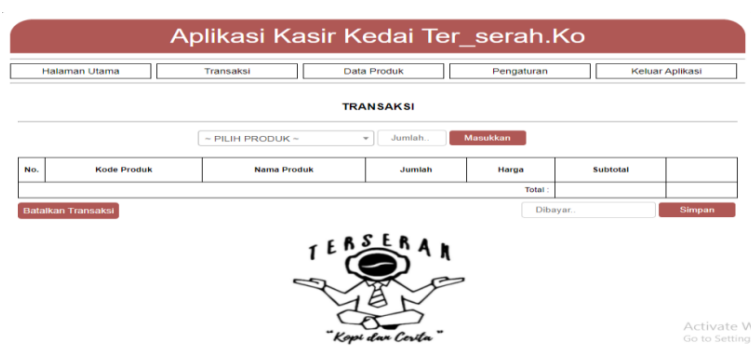 Aplikasi Kasir Kedai Ter_serah.Ko
Halaman Utama Transaksi Data Produk Pengaturan Keluar Aplikasi
TRANSAKSI
~ PILIH PRODUK ~ Jumlah.. Masukkan
No. Kode Produk Nama Produk Jumlah Harga Subtotal
Total :
Batalkan Transaksi Dibayar.. Simpan
TERSERAH
"Kopi dan Cerita"
Activate W
Go to Setting